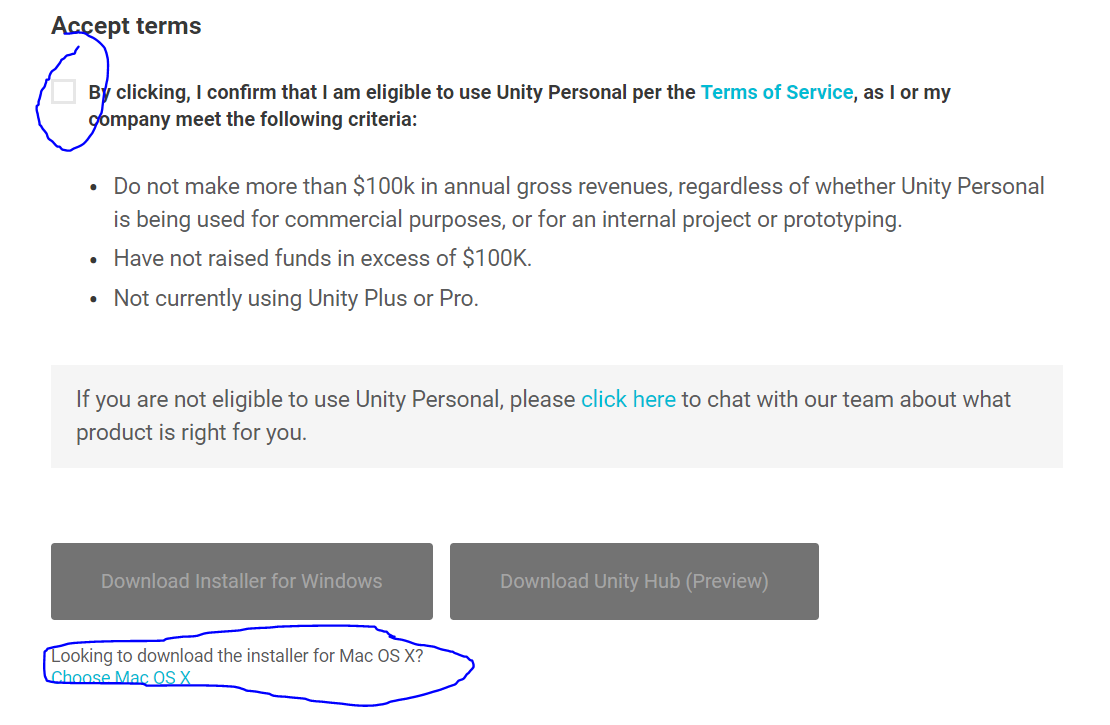 Accept terms
By clicking, I confirm that I am eligible to use Unity Personal per the Terms of Service, as I or my
company meet the following criteria:
• Do not make more than $100k in annual gross revenues, regardless of whether Unity Personal
is being used for commercial purposes, or for an internal project or prototyping.
• Have not raised funds in excess of $100K.
• Not currently using Unity Plus or Pro.
If you are not eligible to use Unity Personal, please click here to chat with our team about what
product is right for you.
Download Installer for Windows
Download Unity Hub (Preview)
Looking to download the installer for Mac OS X?
Choose Mac OS X